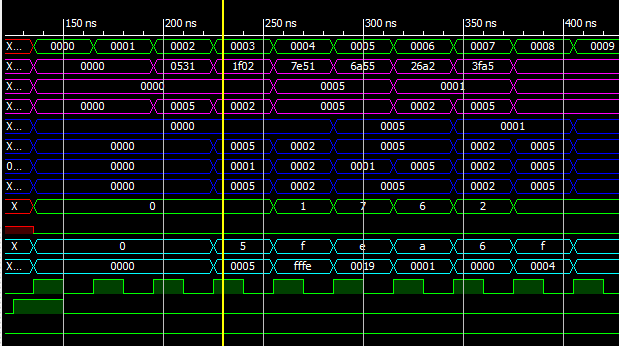 150 ns 200 ns 250 ns 300 ns 350 ns 400 ns
X... 0000 0001 0002 0003 0004 0005 0006 0007 0008 0009
X... 0000 0531 1f02 7e51 6a55 26a2 3fa5
X... 0000 0005 0001
X... 0000 0005 0002 0005 0002 0005
X... 0000 0005 0001
X... 0000 0005 0002 0005 0002 0005
0... 0000 0001 0002 0001 0005 0002 0005
X... 0000 0005 0002 0005 0002 0005
X 0 1 7 6 2
X 0 5 f e a 6 f
X... 0000 0005 fffe 0019 0001 0000 0004